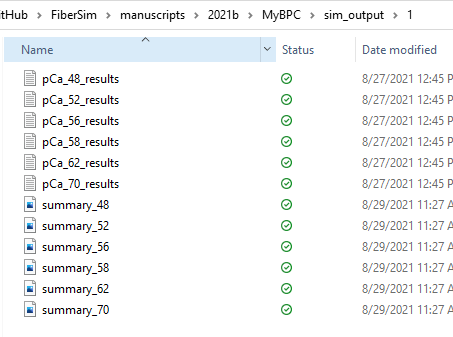 itHub > FiberSim > manuscripts > 2021b > MyBPC > sim_output > 1
Name Status Date modified
pCa_48_results 8/27/2021 12:45 P
pCa_52_results 8/27/2021 12:45 P
pCa_56_results 8/27/2021 12:45 P
pCa_58_results 8/27/2021 12:45 P
pCa_62_results 8/27/2021 12:45 P
pCa_70_results 8/27/2021 12:45 P
summary_48 8/29/2021 11:27 A
summary_52 8/29/2021 11:27 A
summary_56 8/29/2021 11:27 A
summary_58 8/29/2021 11:27 A
summary_62 8/29/2021 11:27 A
summary_70 8/29/2021 11:27 A